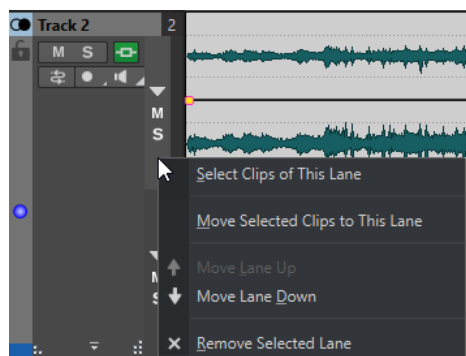 Track 2
2
M S
M
S
Select Clips of This Lane
Move Selected Clips to This Lane
Move Lane Up
Move Lane Down
Remove Selected Lane